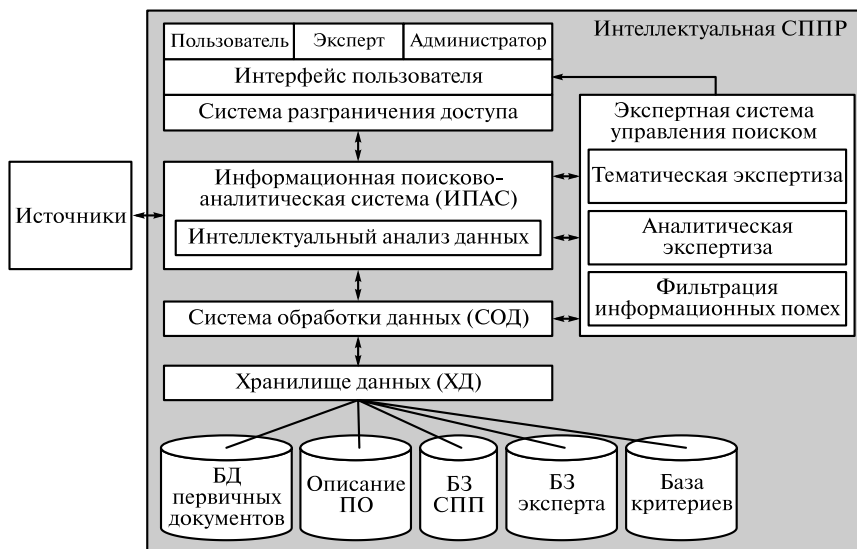 Интеллектуальная СППР
Пользователь
Эксперт
Администратор
Интерфейс пользователя
Система разграничения доступа
Экспертная система
управления поиском
Тематическая экспертиза
Аналитическая
экспертиза
Фильтрация
информационных помех
Источники
Информационная поисково-
аналитическая система (ИПАС)
Интеллектуальный анализ данных
Система обработки данных (СОД)
Хранилище данных (ХД)
БД
первичных
документов
Описание
ПО
БЗ
СПП
БЗ
эксперта
База
критериев